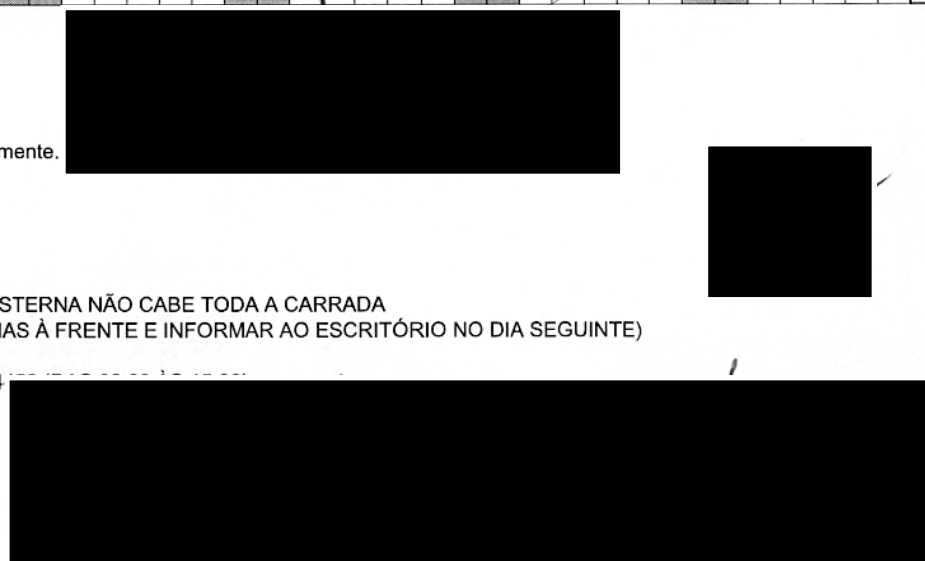 mente.
STERNA NÃO CABE TODA A CARRADA
IAS À FRENTE E INFORMAR AO ESCRITÓRIO NO DIA SEGUINTE)